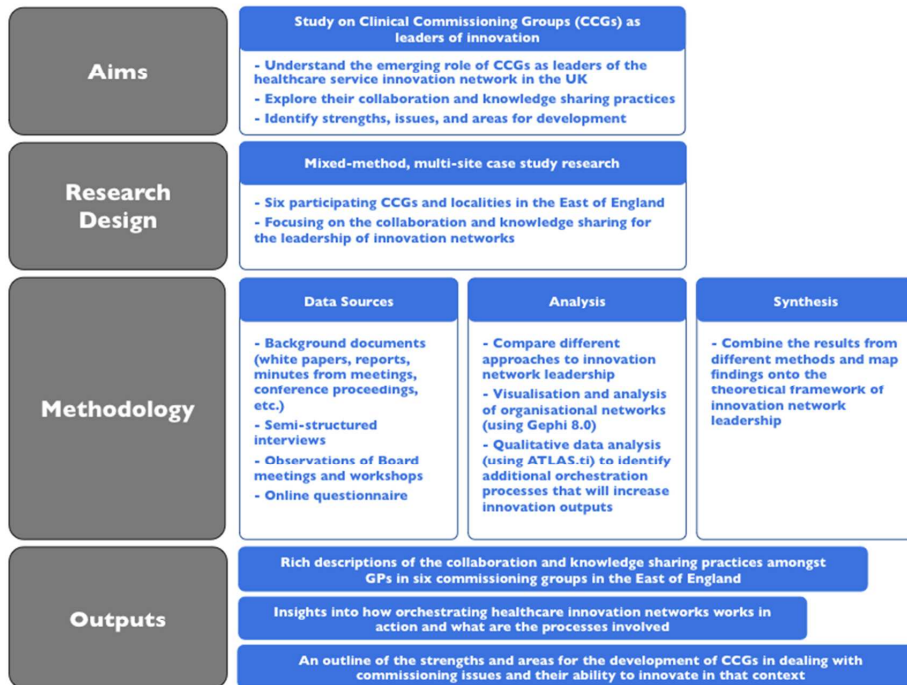 Aims
Study on Clinical Commissioning Groups (CCGs) as
leaders of innovation
- Understand the emerging role of CCGs as leaders of the
healthcare service innovation network in the UK
- Explore their collaboration and knowledge sharing practices
- Identify strengths, issues, and areas for development
Research
Design
Mixed-method, multi-site case study research
- Six participating CCGs and localities in the East of England
- Focusing on the collaboration and knowledge sharing for
the leadership of innovation networks
Methodology
Data Sources
- Background documents
(white papers, reports,
minutes from meetings,
conference proceedings,
etc.)
- Semi-structured
interviews
- Observations of Board
meetings and workshops
- Online questionnaire
Analysis
- Compare different
approaches to innovation
network leadership
- Visualisation and analysis
of organisational networks
(using Gephi 8.0)
- Qualitative data analysis
(using ATLAS.ti) to identify
additional orchestration
processes that will increase
innovation outputs
Synthesis
- Combine the results from
different methods and map
findings onto the
theoretical framework of
innovation network
leadership
Outputs
Rich descriptions of the collaboration and knowledge sharing practices amongst
GPs in six commissioning groups in the East of England
Insights into how orchestrating healthcare innovation networks works in
action and what are the processes involved
An outline of the strengths and areas for the development of CCGs in dealing with
commissioning issues and their ability to innovate in that context